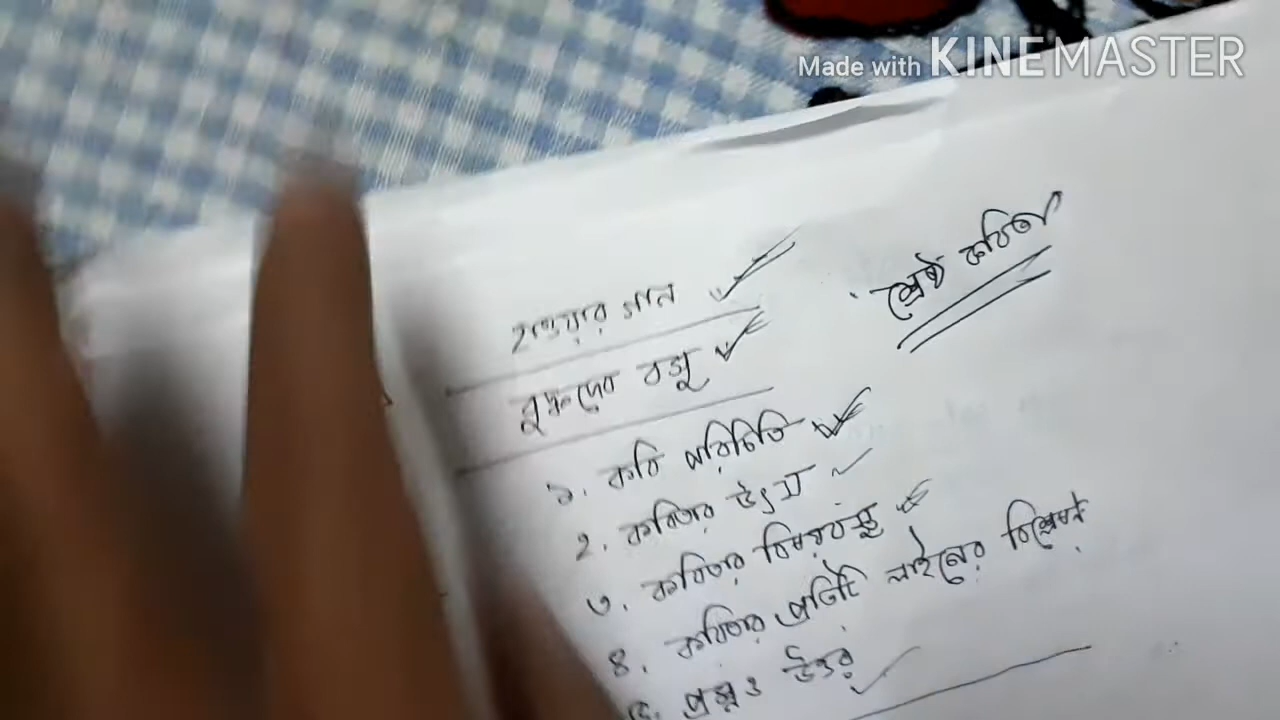 Made with KINEMASTER
শ্রেষ্ঠ কবিতা
হাওয়ার গান
বুদ্ধদেব বসু
১. কবি পরিচিতি
২. কবিতার উৎস
৩. কবিতার বিষয়বস্তু
৪. কবিতার প্রতিটি লাইনের বিশ্লেষণ
৫. প্রশ্ন ও উত্তর